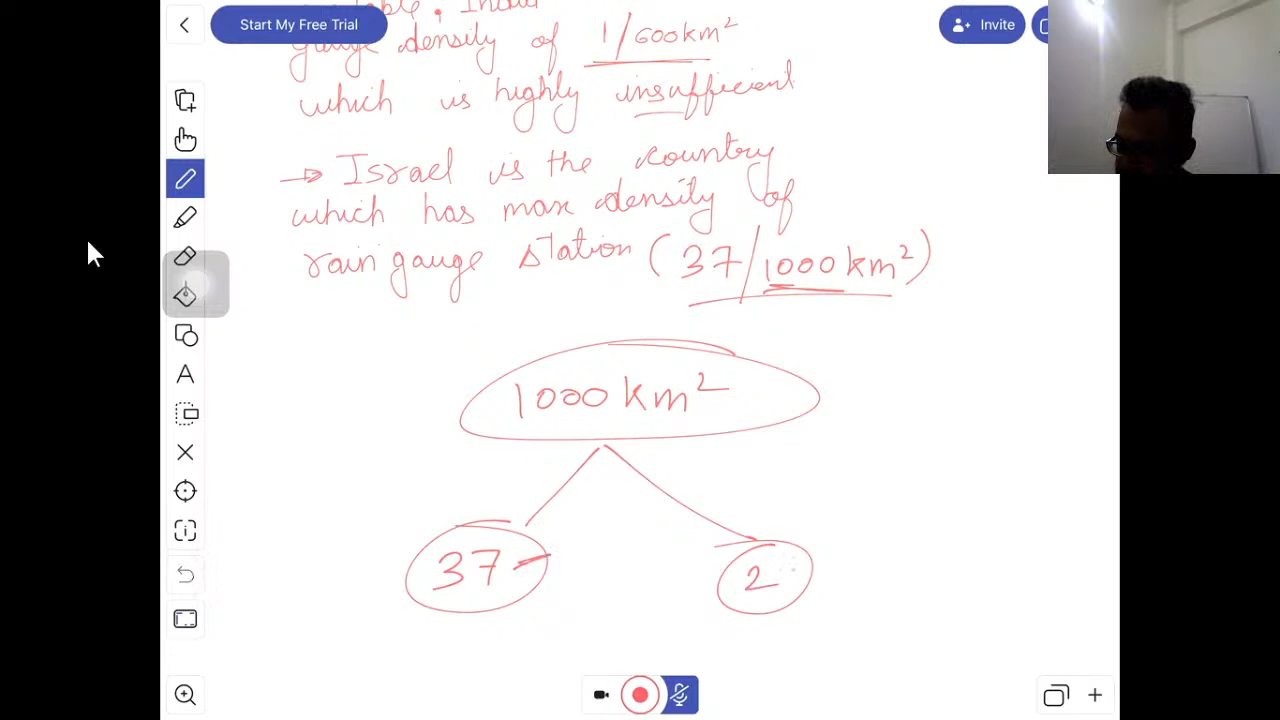 Start My Free Trial
Invite
India
gauge density of 1/600km²
which is highly insufficient
→ Israel is the country
which has max density of
rain gauge station (37/1000km²)
1000 km²
37
2
A